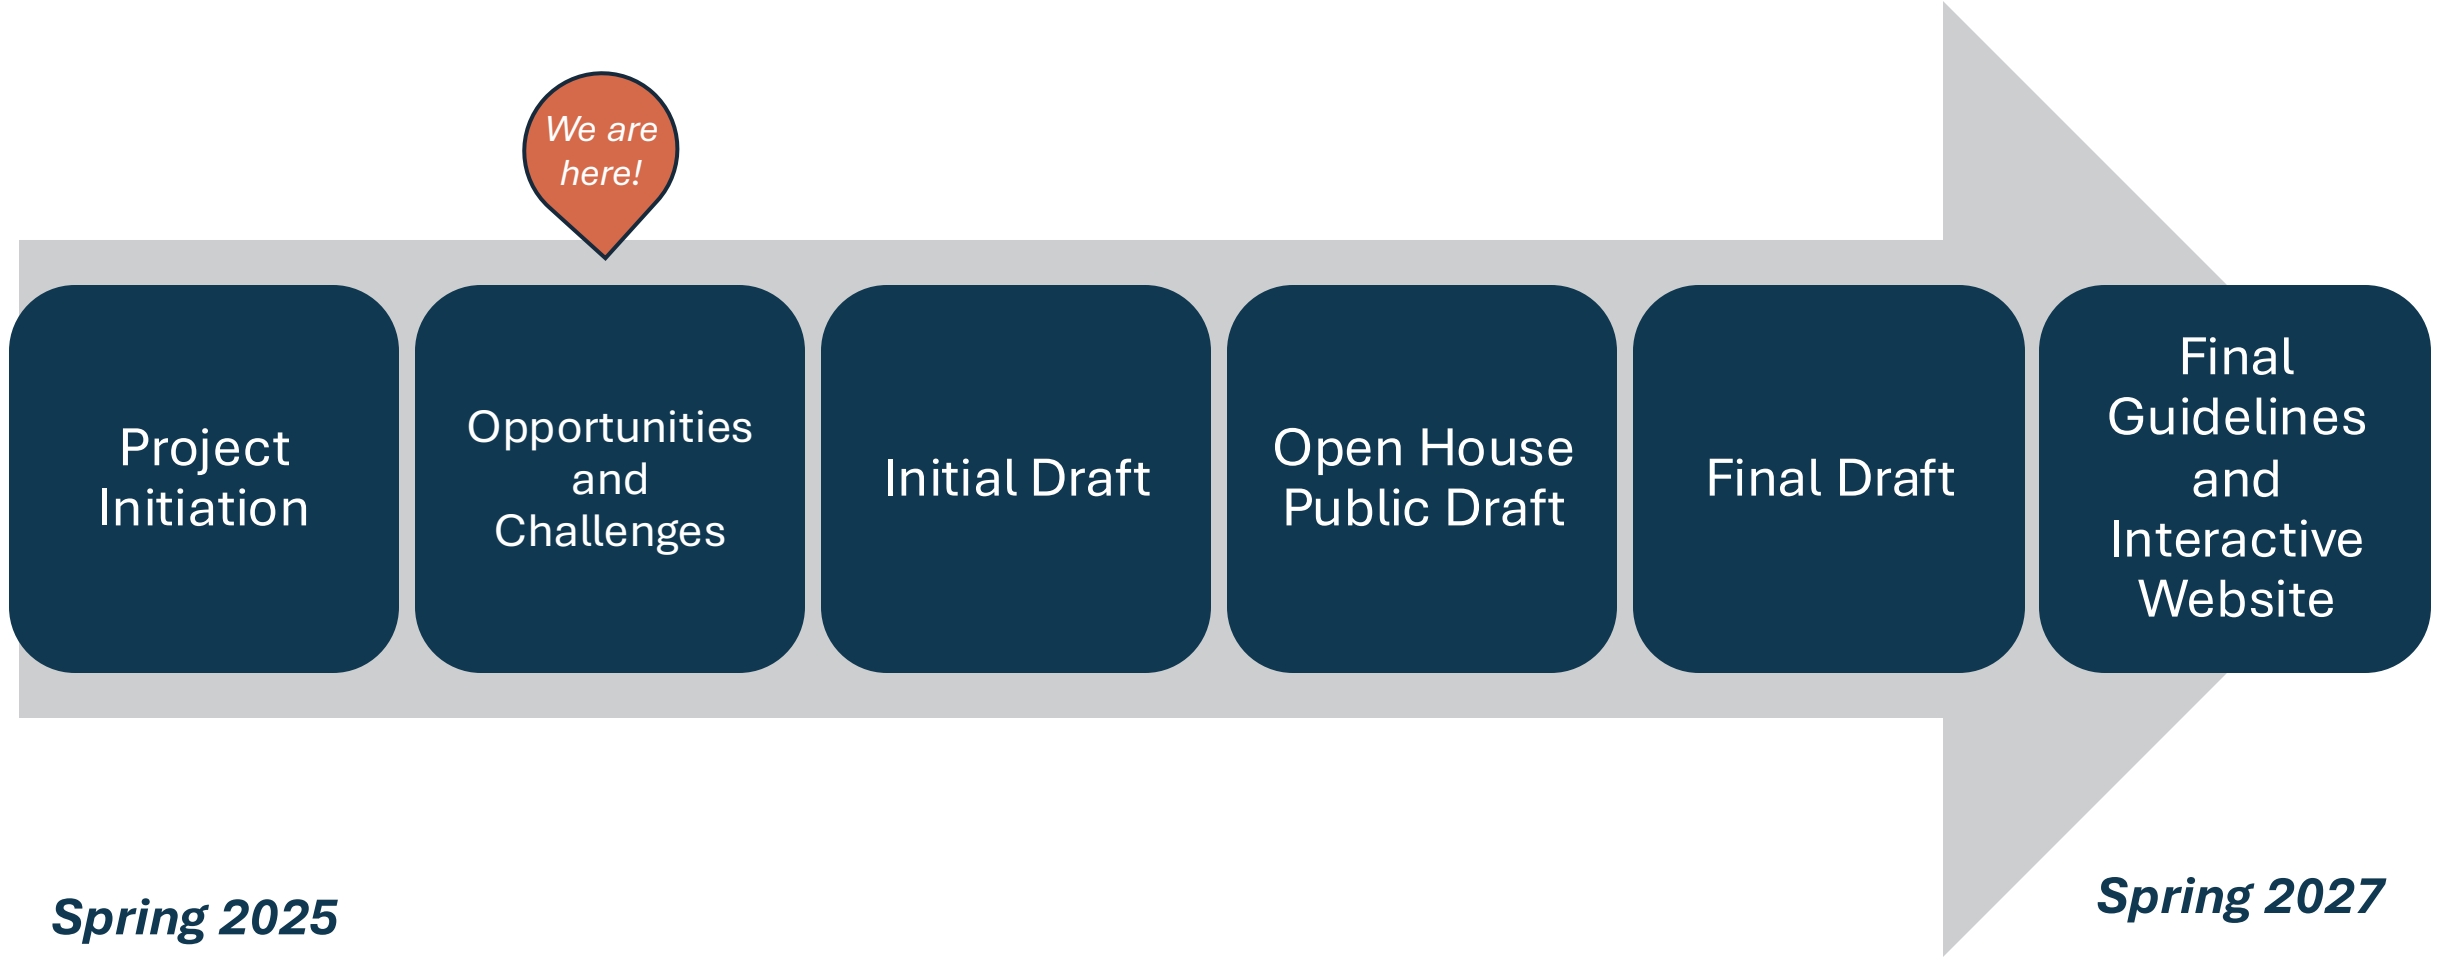 We are
here!
Project
Initiation
Opportunities
and
Challenges
Initial Draft
Open House
Public Draft
Final Draft
Final
Guidelines
and
Interactive
Website
Spring 2025
Spring 2027